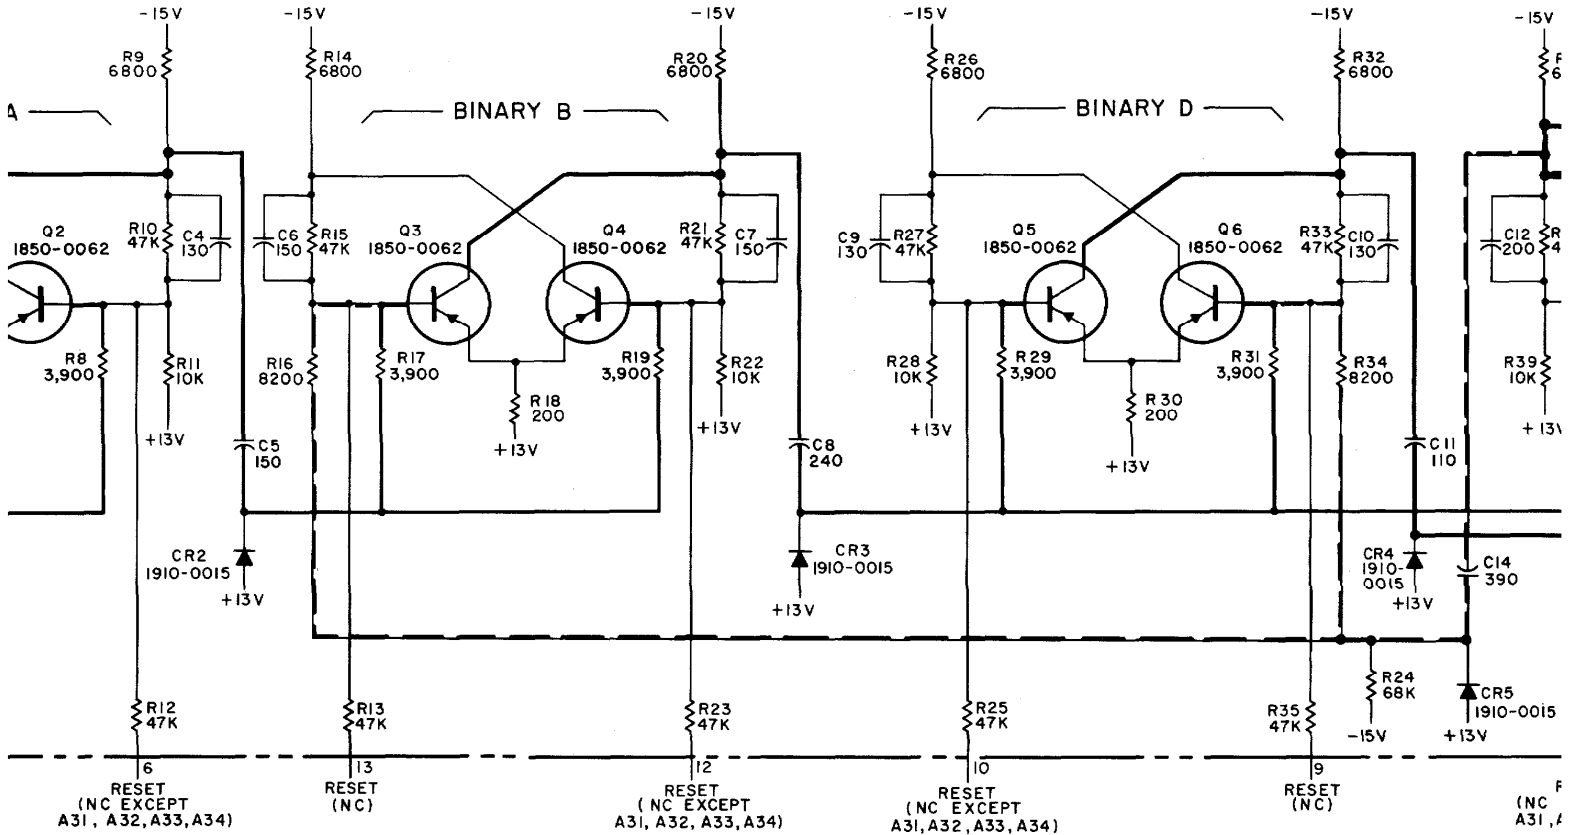 -15V
-15V
-15V
-15V
-15V
-15V
R9
6800
R14
6800
R20
6800
R26
6800
R32
6800
A
BINARY B
BINARY D
Q2
1850-0062
R10
47K
C4
130
C6
150
R15
47K
Q3
1850-0062
Q4
1850-0062
R21
47K
C7
150
C9
130
R27
47K
Q5
1850-0062
Q6
1850-0062
R33
47K
C10
130
C12
200
R8
3,900
R11
10K
R16
8200
R17
3,900
R19
3,900
R22
10K
R28
10K
R29
3,900
R31
3,900
R34
8200
R39
10K
R18
200
R30
200
+13V
+13V
+13V
+13V
+13V
+13V
C5
150
C8
240
C11
110
CR2
1910-0015
+13V
CR3
1910-0015
+13V
CR4
1910-
0015
+13V
C14
390
R12
47K
R13
47K
R23
47K
R25
47K
R35
47K
R24
68K
-15V
CR5
1910-0015
+13V
6
13
12
10
9
RESET
(NC EXCEPT
A31, A32, A33, A34)
RESET
(NC)
RESET
(NC EXCEPT
A31, A32, A33, A34)
RESET
(NC EXCEPT
A31, A32, A33, A34)
RESET
(NC)
(NC
A31,